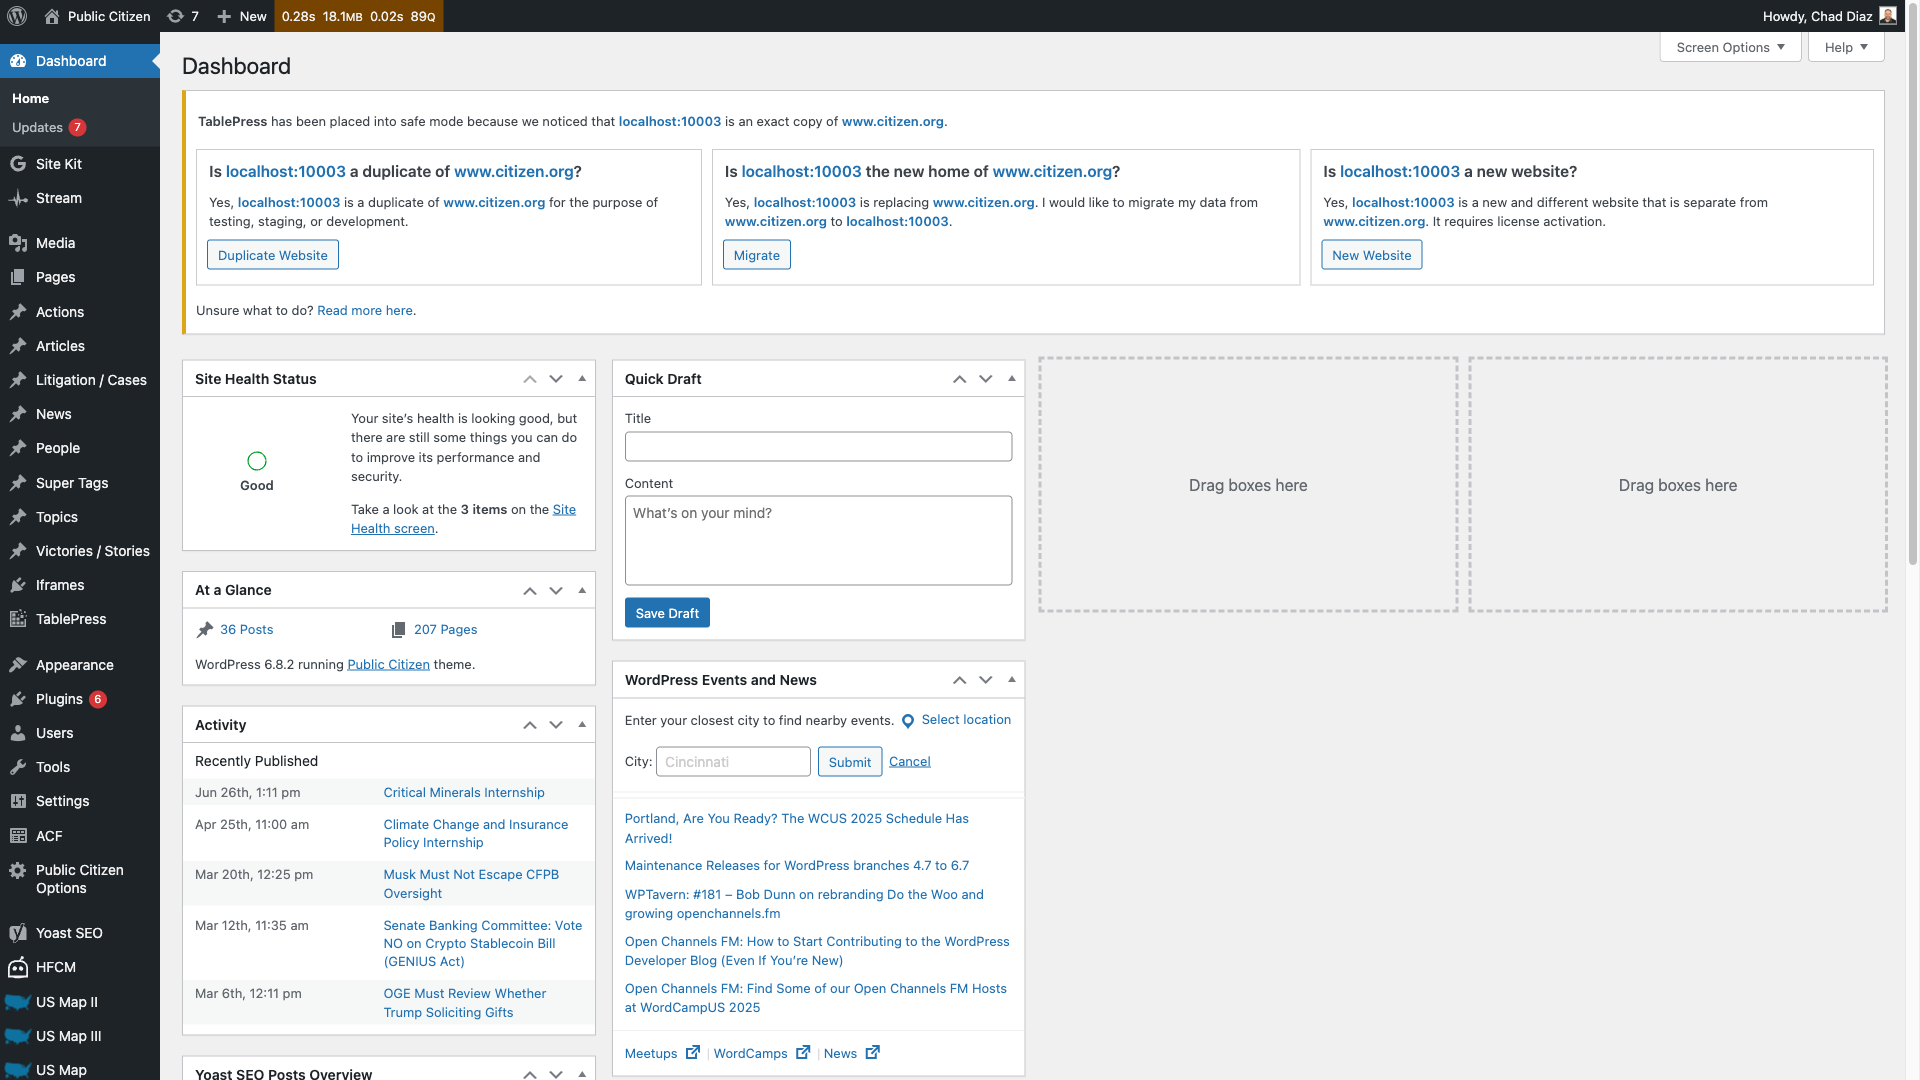 Public Citizen 7 New 0.28s 18.1MB 0.02s 89Q Howdy, Chad Diaz
Dashboard
Home
Updates 7
Site Kit
Stream
Media
Pages
Actions
Articles
Litigation / Cases
News
People
Super Tags
Topics
Victories / Stories
Iframes
TablePress
Appearance
Plugins 6
Users
Tools
Settings
ACF
Public Citizen
Options
Yoast SEO
HFCM
US Map II
US Map III
US Map
Screen Options Help
Dashboard
TablePress has been placed into safe mode because we noticed that localhost:10003 is an exact copy of www.citizen.org.
Is localhost:10003 a duplicate of www.citizen.org?
Yes, localhost:10003 is a duplicate of www.citizen.org for the purpose of
testing, staging, or development.
Duplicate Website
Is localhost:10003 the new home of www.citizen.org?
Yes, localhost:10003 is replacing www.citizen.org. I would like to migrate my data from
www.citizen.org to localhost:10003.
Migrate
Is localhost:10003 a new website?
Yes, localhost:10003 is a new and different website that is separate from
www.citizen.org. It requires license activation.
New Website
Unsure what to do? Read more here.
Site Health Status
Good
Your site's health is looking good, but
there are still some things you can do
to improve its performance and
security.
Take a look at the 3 items on the Site
Health screen.
At a Glance
36 Posts 207 Pages
WordPress 6.8.2 running Public Citizen theme.
Activity
Recently Published
Jun 26th, 1:11 pm Critical Minerals Internship
Apr 25th, 11:00 am Climate Change and Insurance
Policy Internship
Mar 20th, 12:25 pm Musk Must Not Escape CFPB
Oversight
Mar 12th, 11:35 am Senate Banking Committee: Vote
NO on Crypto Stablecoin Bill
(GENIUS Act)
Mar 6th, 12:11 pm OGE Must Review Whether
Trump Soliciting Gifts
Yoast SEO Posts Overview
Quick Draft
Title
Content
What's on your mind?
Save Draft
WordPress Events and News
Enter your closest city to find nearby events. Select location
City: Cincinnati Submit Cancel
Portland, Are You Ready? The WCUS 2025 Schedule Has
Arrived!
Maintenance Releases for WordPress branches 4.7 to 6.7
WPTavern: #181 – Bob Dunn on rebranding Do the Woo and
growing openchannels.fm
Open Channels FM: How to Start Contributing to the WordPress
Developer Blog (Even If You're New)
Open Channels FM: Find Some of our Open Channels FM Hosts
at WordCampUS 2025
Meetups | WordCamps | News
Drag boxes here
Drag boxes here